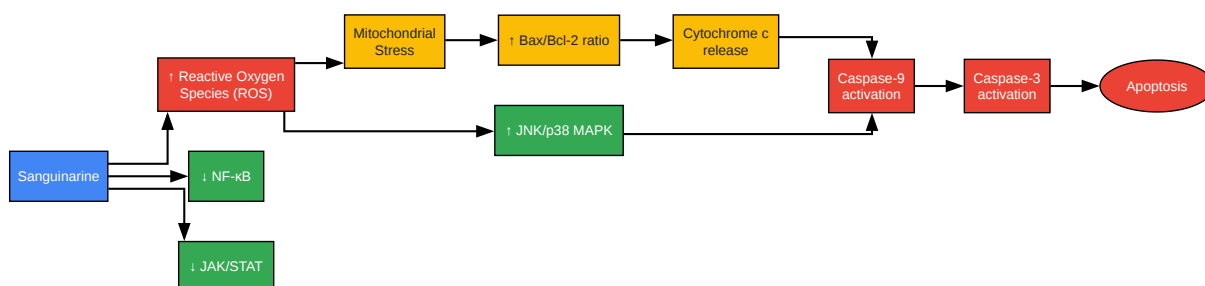 Mitochondrial
Stress
↑ Bax/Bcl-2 ratio
Cytochrome c
release
↑ Reactive Oxygen
Species (ROS)
Caspase-9
activation
Caspase-3
activation
Apoptosis
↑ JNK/p38 MAPK
Sanguinarine
↓ NF-κB
↓ JAK/STAT